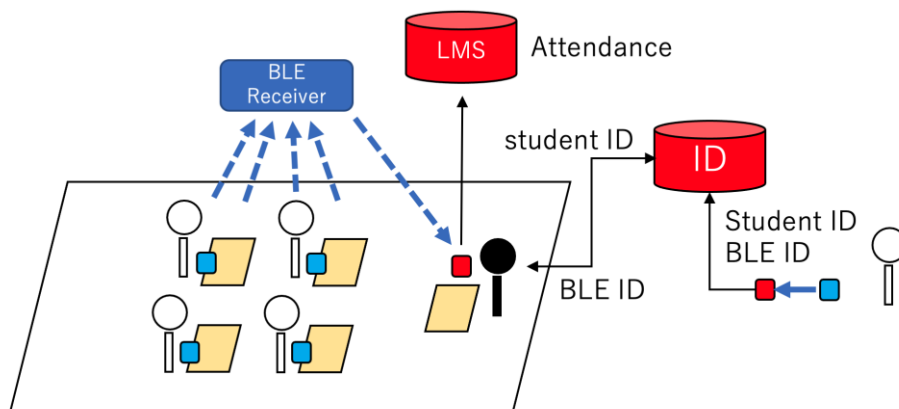 LMS
Attendance
BLE
Receiver
student ID
ID
Student ID
BLE ID
BLE ID